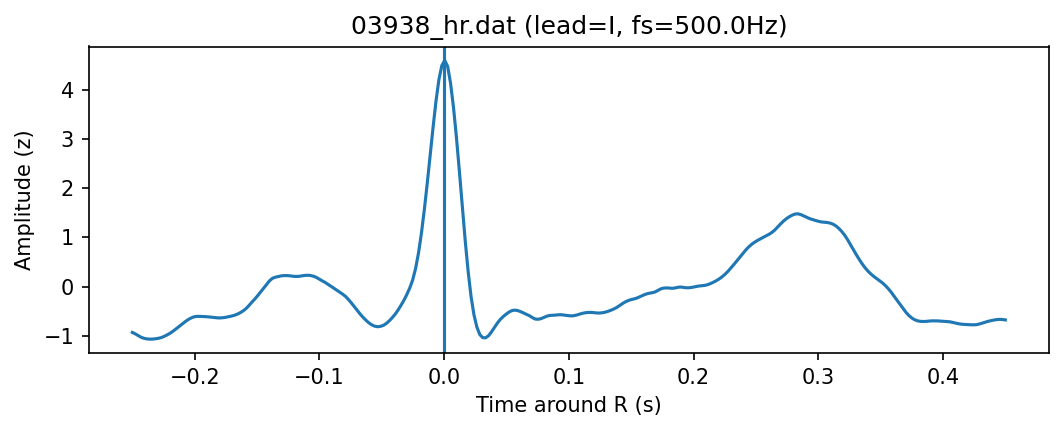 03938_hr.dat (lead=I, fs=500.0Hz)
Amplitude (z)
4
3
2
1
0
−1
−0.2 −0.1 0.0 0.1 0.2 0.3 0.4
Time around R (s)